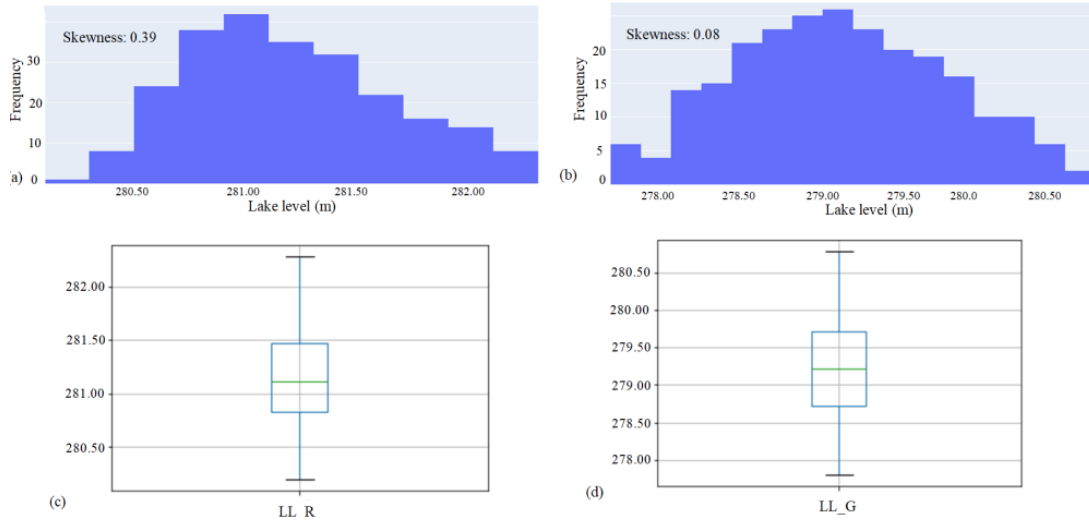 Skewness: 0.39
Frequency
30
20
10
0
280.50 281.00 281.50 282.00
Lake level (m)
(a)
Skewness: 0.08
Frequency
20
15
10
5
0
278.00 278.50 279.00 279.50 280.0 280.50
Lake level (m)
(b)
282.00
281.50
281.00
280.50
LL_R
(c)
280.50
280.00
279.50
279.00
278.50
278.00
LL_G
(d)